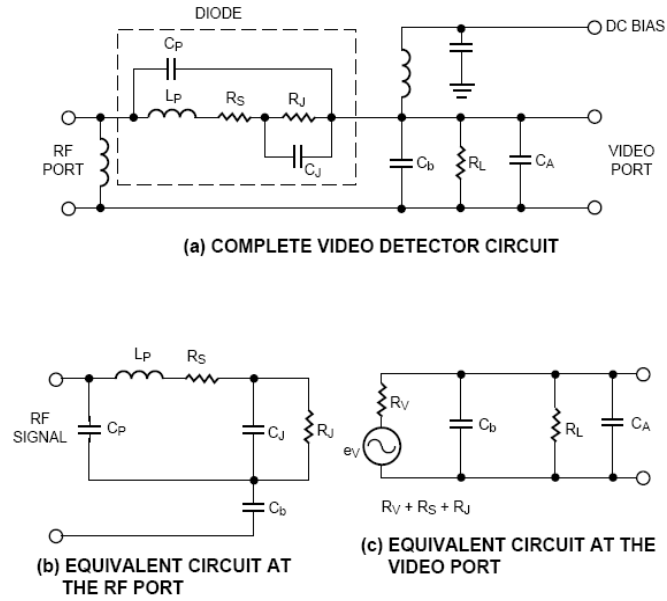 DIODE
DC BIAS
CP
LP
RS
RJ
CJ
RF
PORT
Cb
RL
CA
VIDEO
PORT
(a) COMPLETE VIDEO DETECTOR CIRCUIT
LP
RS
RF
SIGNAL
CP
CJ
RJ
Cb
(b) EQUIVALENT CIRCUIT AT
THE RF PORT
RV
eV
Cb
RL
CA
RV + RS + RJ
(c) EQUIVALENT CIRCUIT AT THE
VIDEO PORT